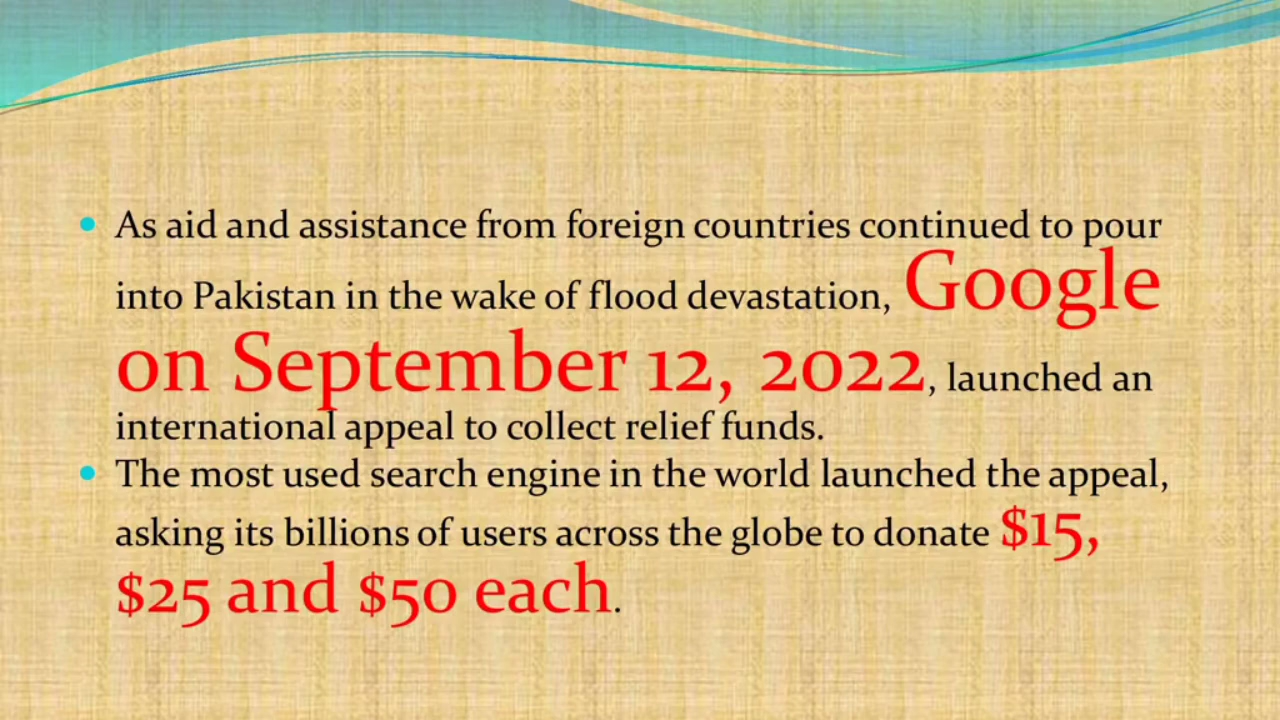 • As aid and assistance from foreign countries continued to pour
into Pakistan in the wake of flood devastation, Google
on September 12, 2022, launched an
international appeal to collect relief funds.
• The most used search engine in the world launched the appeal,
asking its billions of users across the globe to donate $15,
$25 and $50 each.